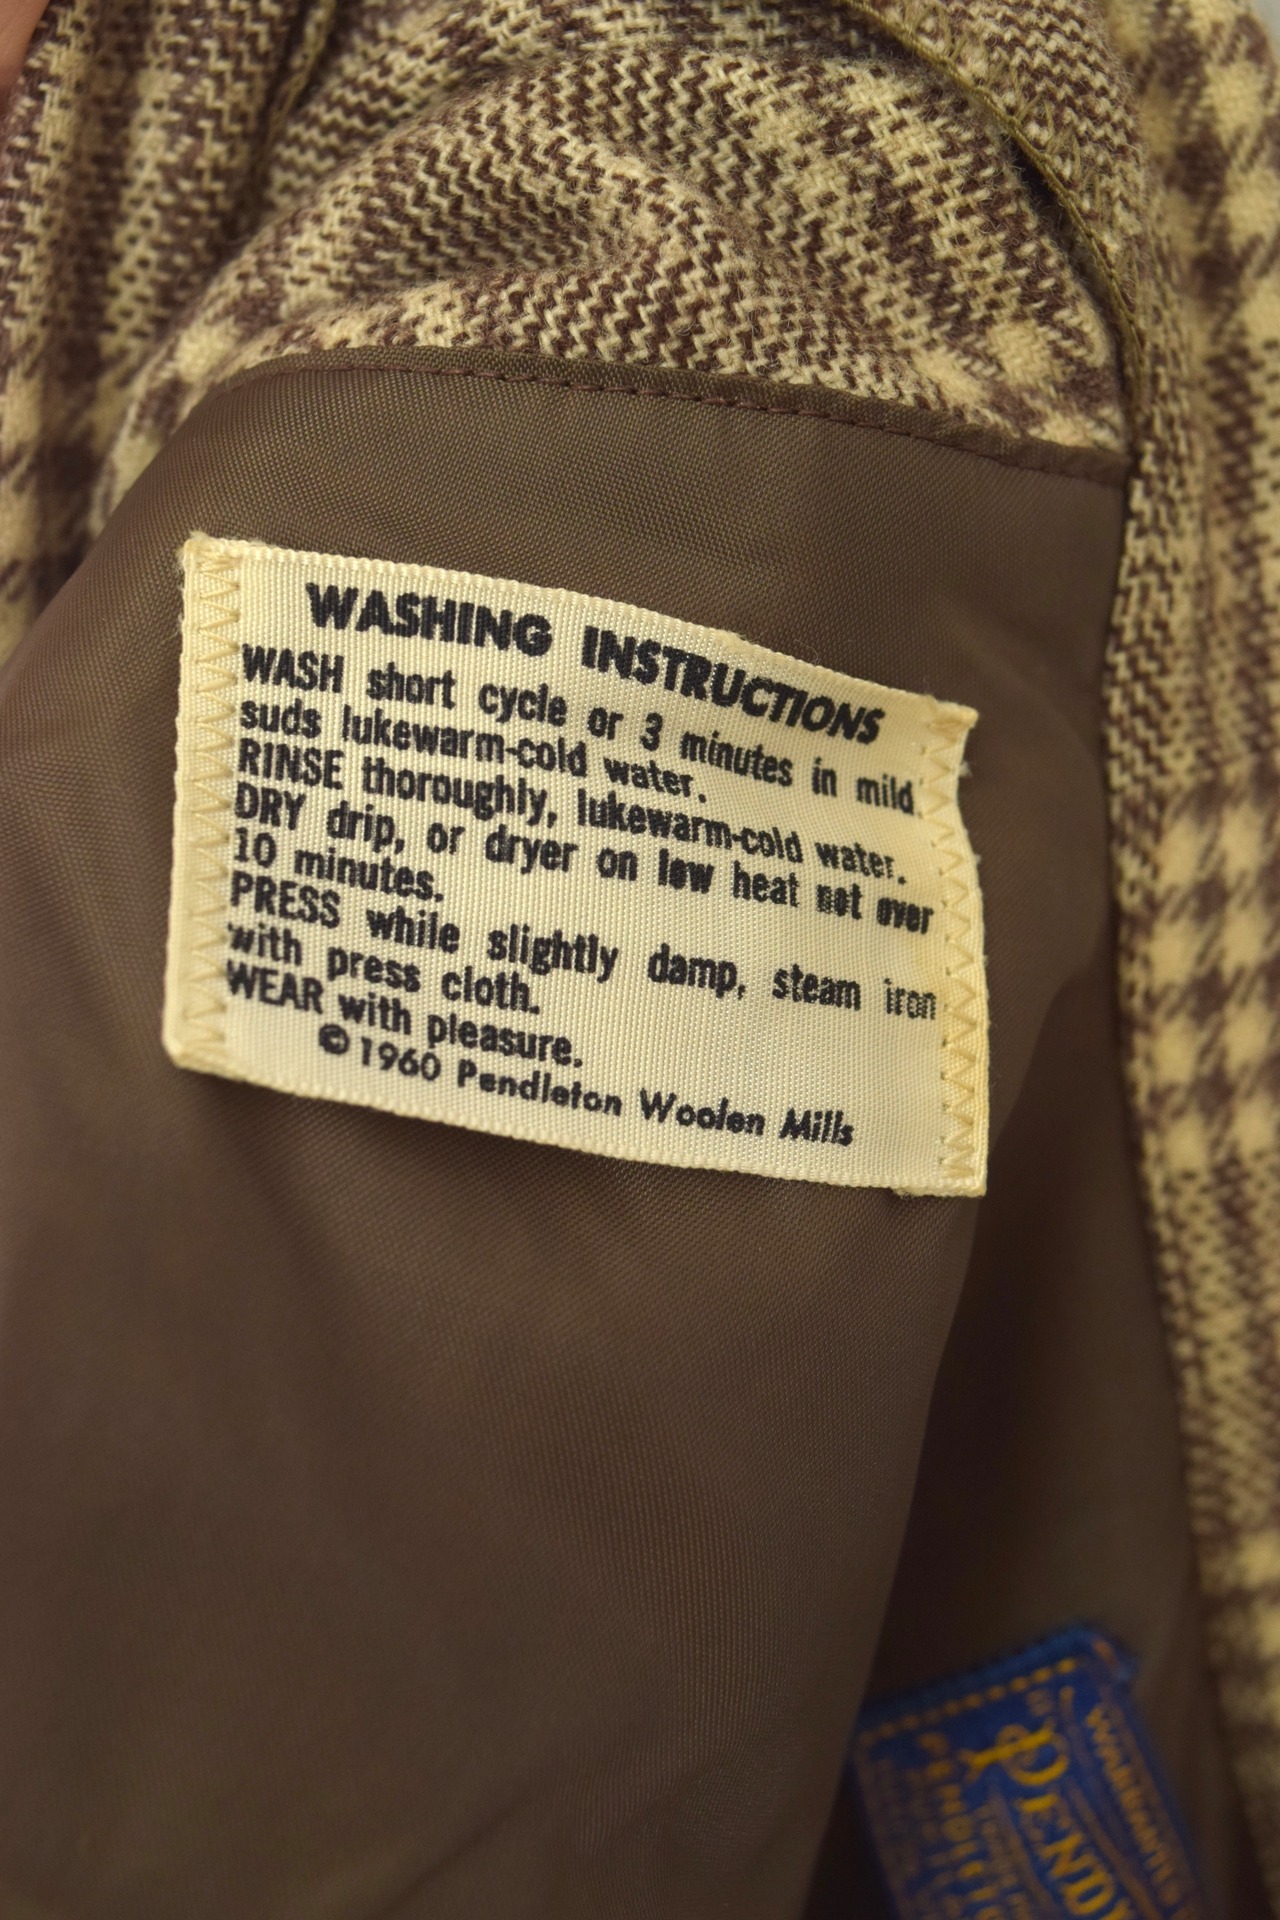 WASHING INSTRUCTIONS
WASH short cycle or 3 minutes in mild
suds lukewarm-cold water.
RINSE thoroughly, lukewarm-cold water.
DRY drip, or dryer on low heat not over
10 minutes.
PRESS while slightly damp, steam iron
with press cloth.
WEAR with pleasure.
© 1960 Pendleton Woolen Mills
PEND